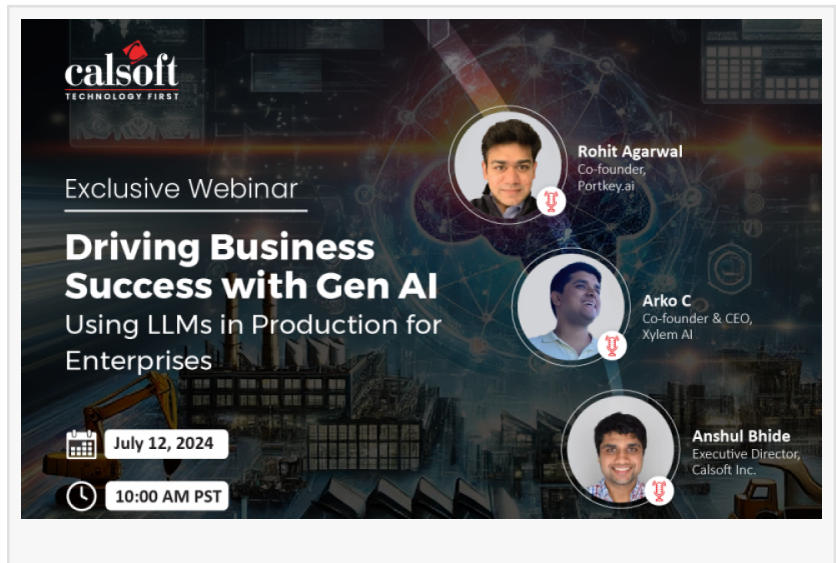 calsoft
TECHNOLOGY FIRST
Exclusive Webinar
Driving Business
Success with Gen AI
Using LLMs in Production for
Enterprises
July 12, 2024
10:00 AM PST
Rohit Agarwal
Co-founder,
Portkey.ai
Arko C
Co-founder & CEO,
Xylem AI
Anshul Bhide
Executive Director,
Calsoft Inc.